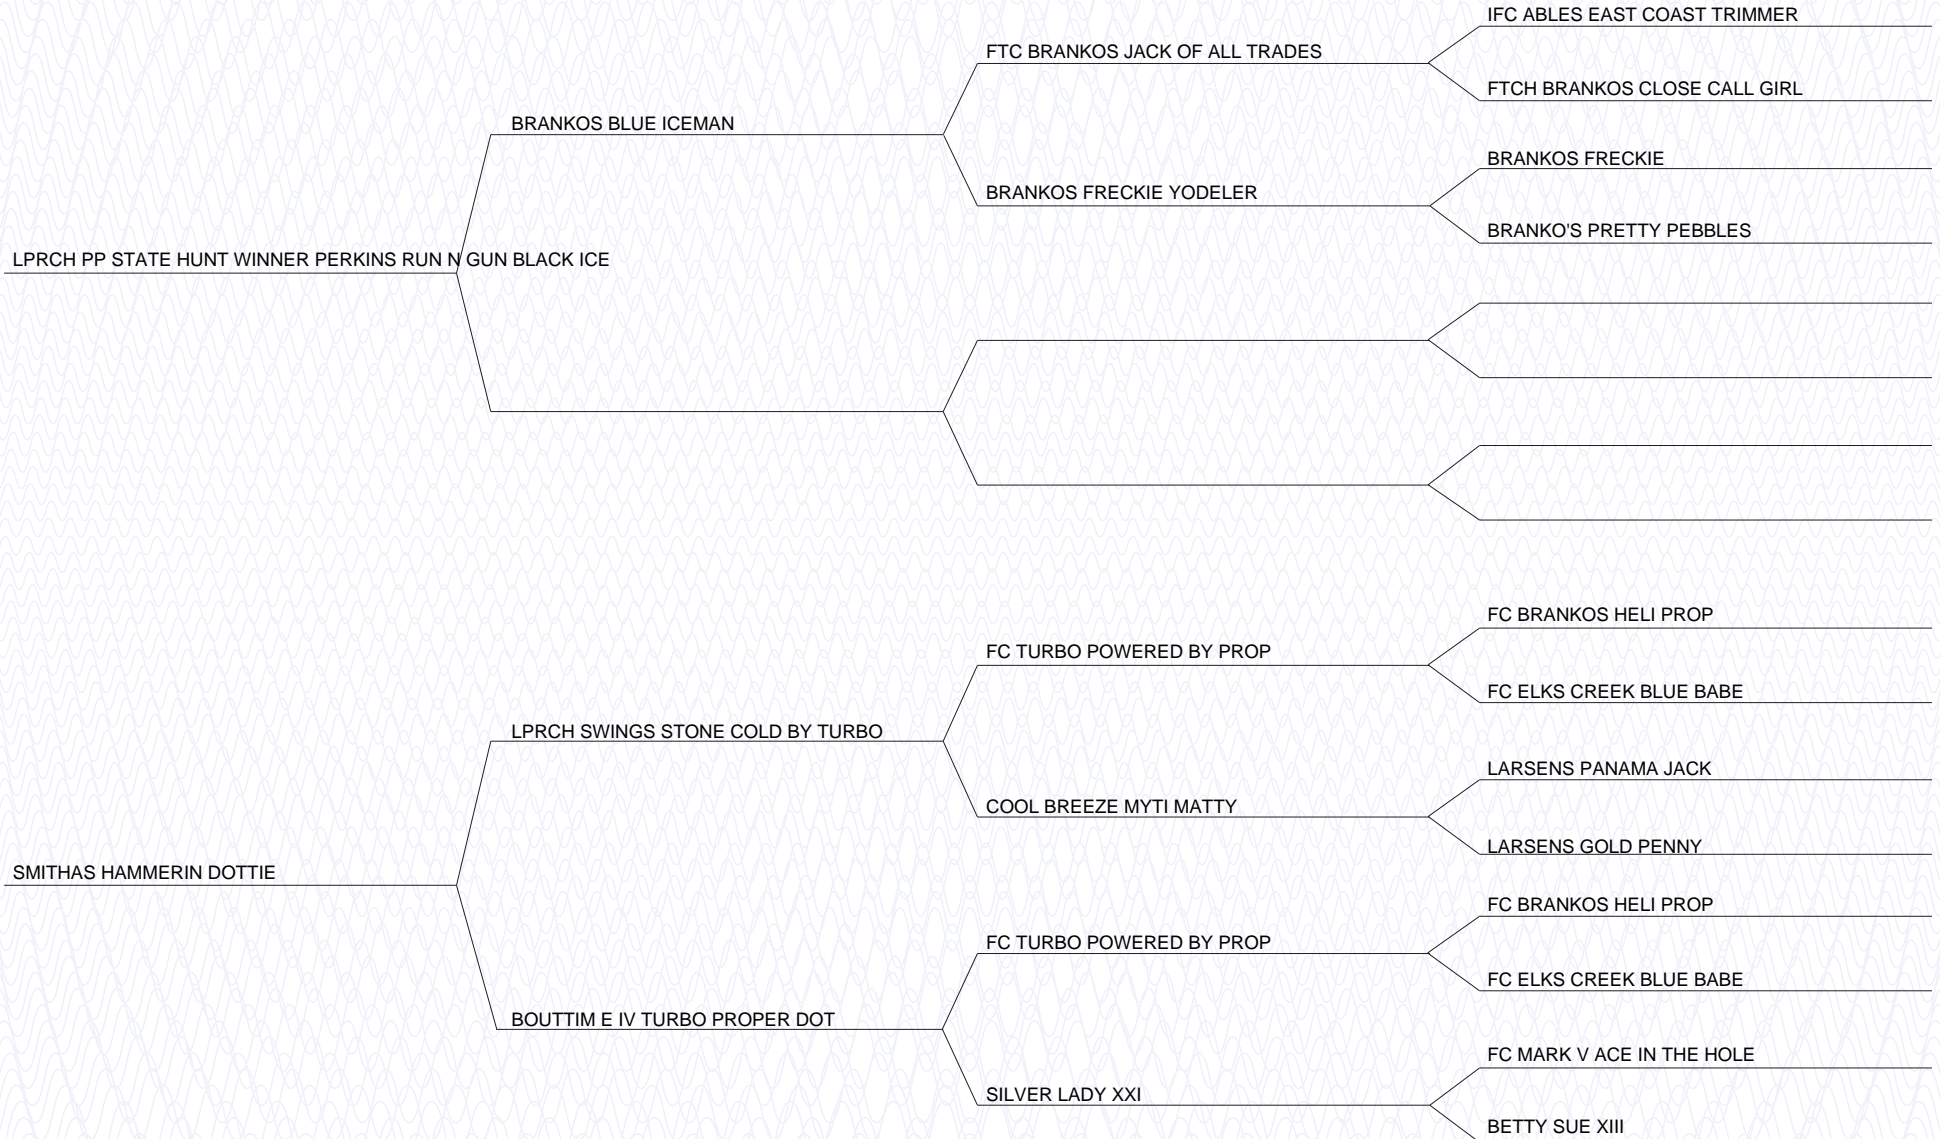 IFC ABLES EAST COAST TRIMMER
FTC BRANKOS JACK OF ALL TRADES
FTCH BRANKOS CLOSE CALL GIRL
BRANKOS BLUE ICEMAN
BRANKOS FRECKIE
BRANKOS FRECKIE YODELER
BRANKO'S PRETTY PEBBLES
LPRCH PP STATE HUNT WINNER PERKINS RUN N GUN BLACK ICE
FC BRANKOS HELI PROP
FC TURBO POWERED BY PROP
FC ELKS CREEK BLUE BABE
LPRCH SWINGS STONE COLD BY TURBO
LARSENS PANAMA JACK
COOL BREEZE MYTI MATTY
LARSENS GOLD PENNY
SMITHAS HAMMERIN DOTTIE
FC BRANKOS HELI PROP
FC TURBO POWERED BY PROP
FC ELKS CREEK BLUE BABE
BOUTTIM E IV TURBO PROPER DOT
FC MARK V ACE IN THE HOLE
SILVER LADY XXI
BETTY SUE XIII